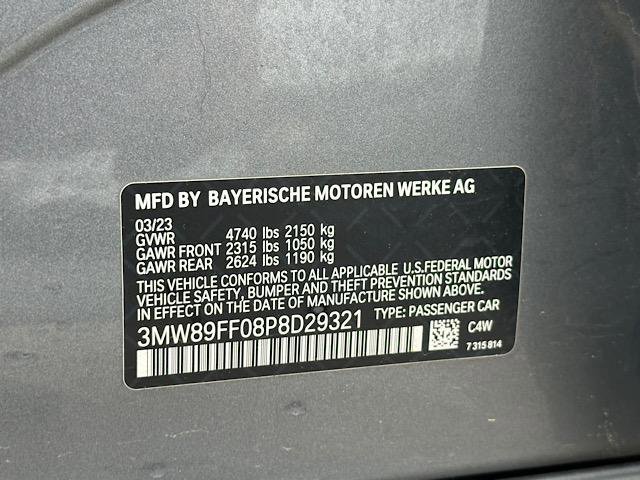 MFD BY BAYERISCHE MOTOREN WERKE AG
03/23
GVWR 4740 lbs 2150 kg
GAWR FRONT 2315 lbs 1050 kg
GAWR REAR 2624 lbs 1190 kg
THIS VEHICLE CONFORMS TO ALL APPLICABLE U.S.FEDERAL MOTOR
VEHICLE SAFETY, BUMPER AND THEFT PREVENTION STANDARDS
IN EFFECT ON THE DATE OF MANUFACTURE SHOWN ABOVE.
3MW89FF08P8D29321 TYPE: PASSENGER CAR
C4W
7 315 814